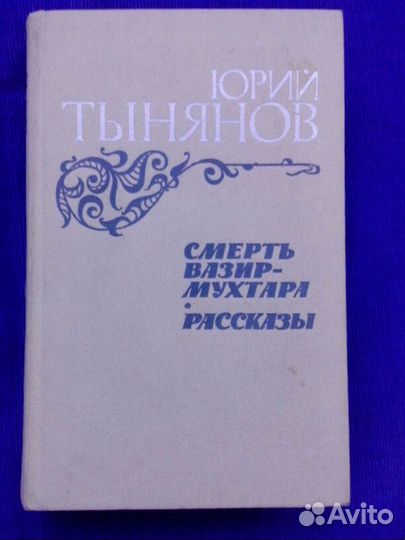 ЮРИЙ
ТЫНЯНОВ
СМЕРТЬ
ВАЗИР-
МУХТАРА
·
РАССКАЗЫ
Avito